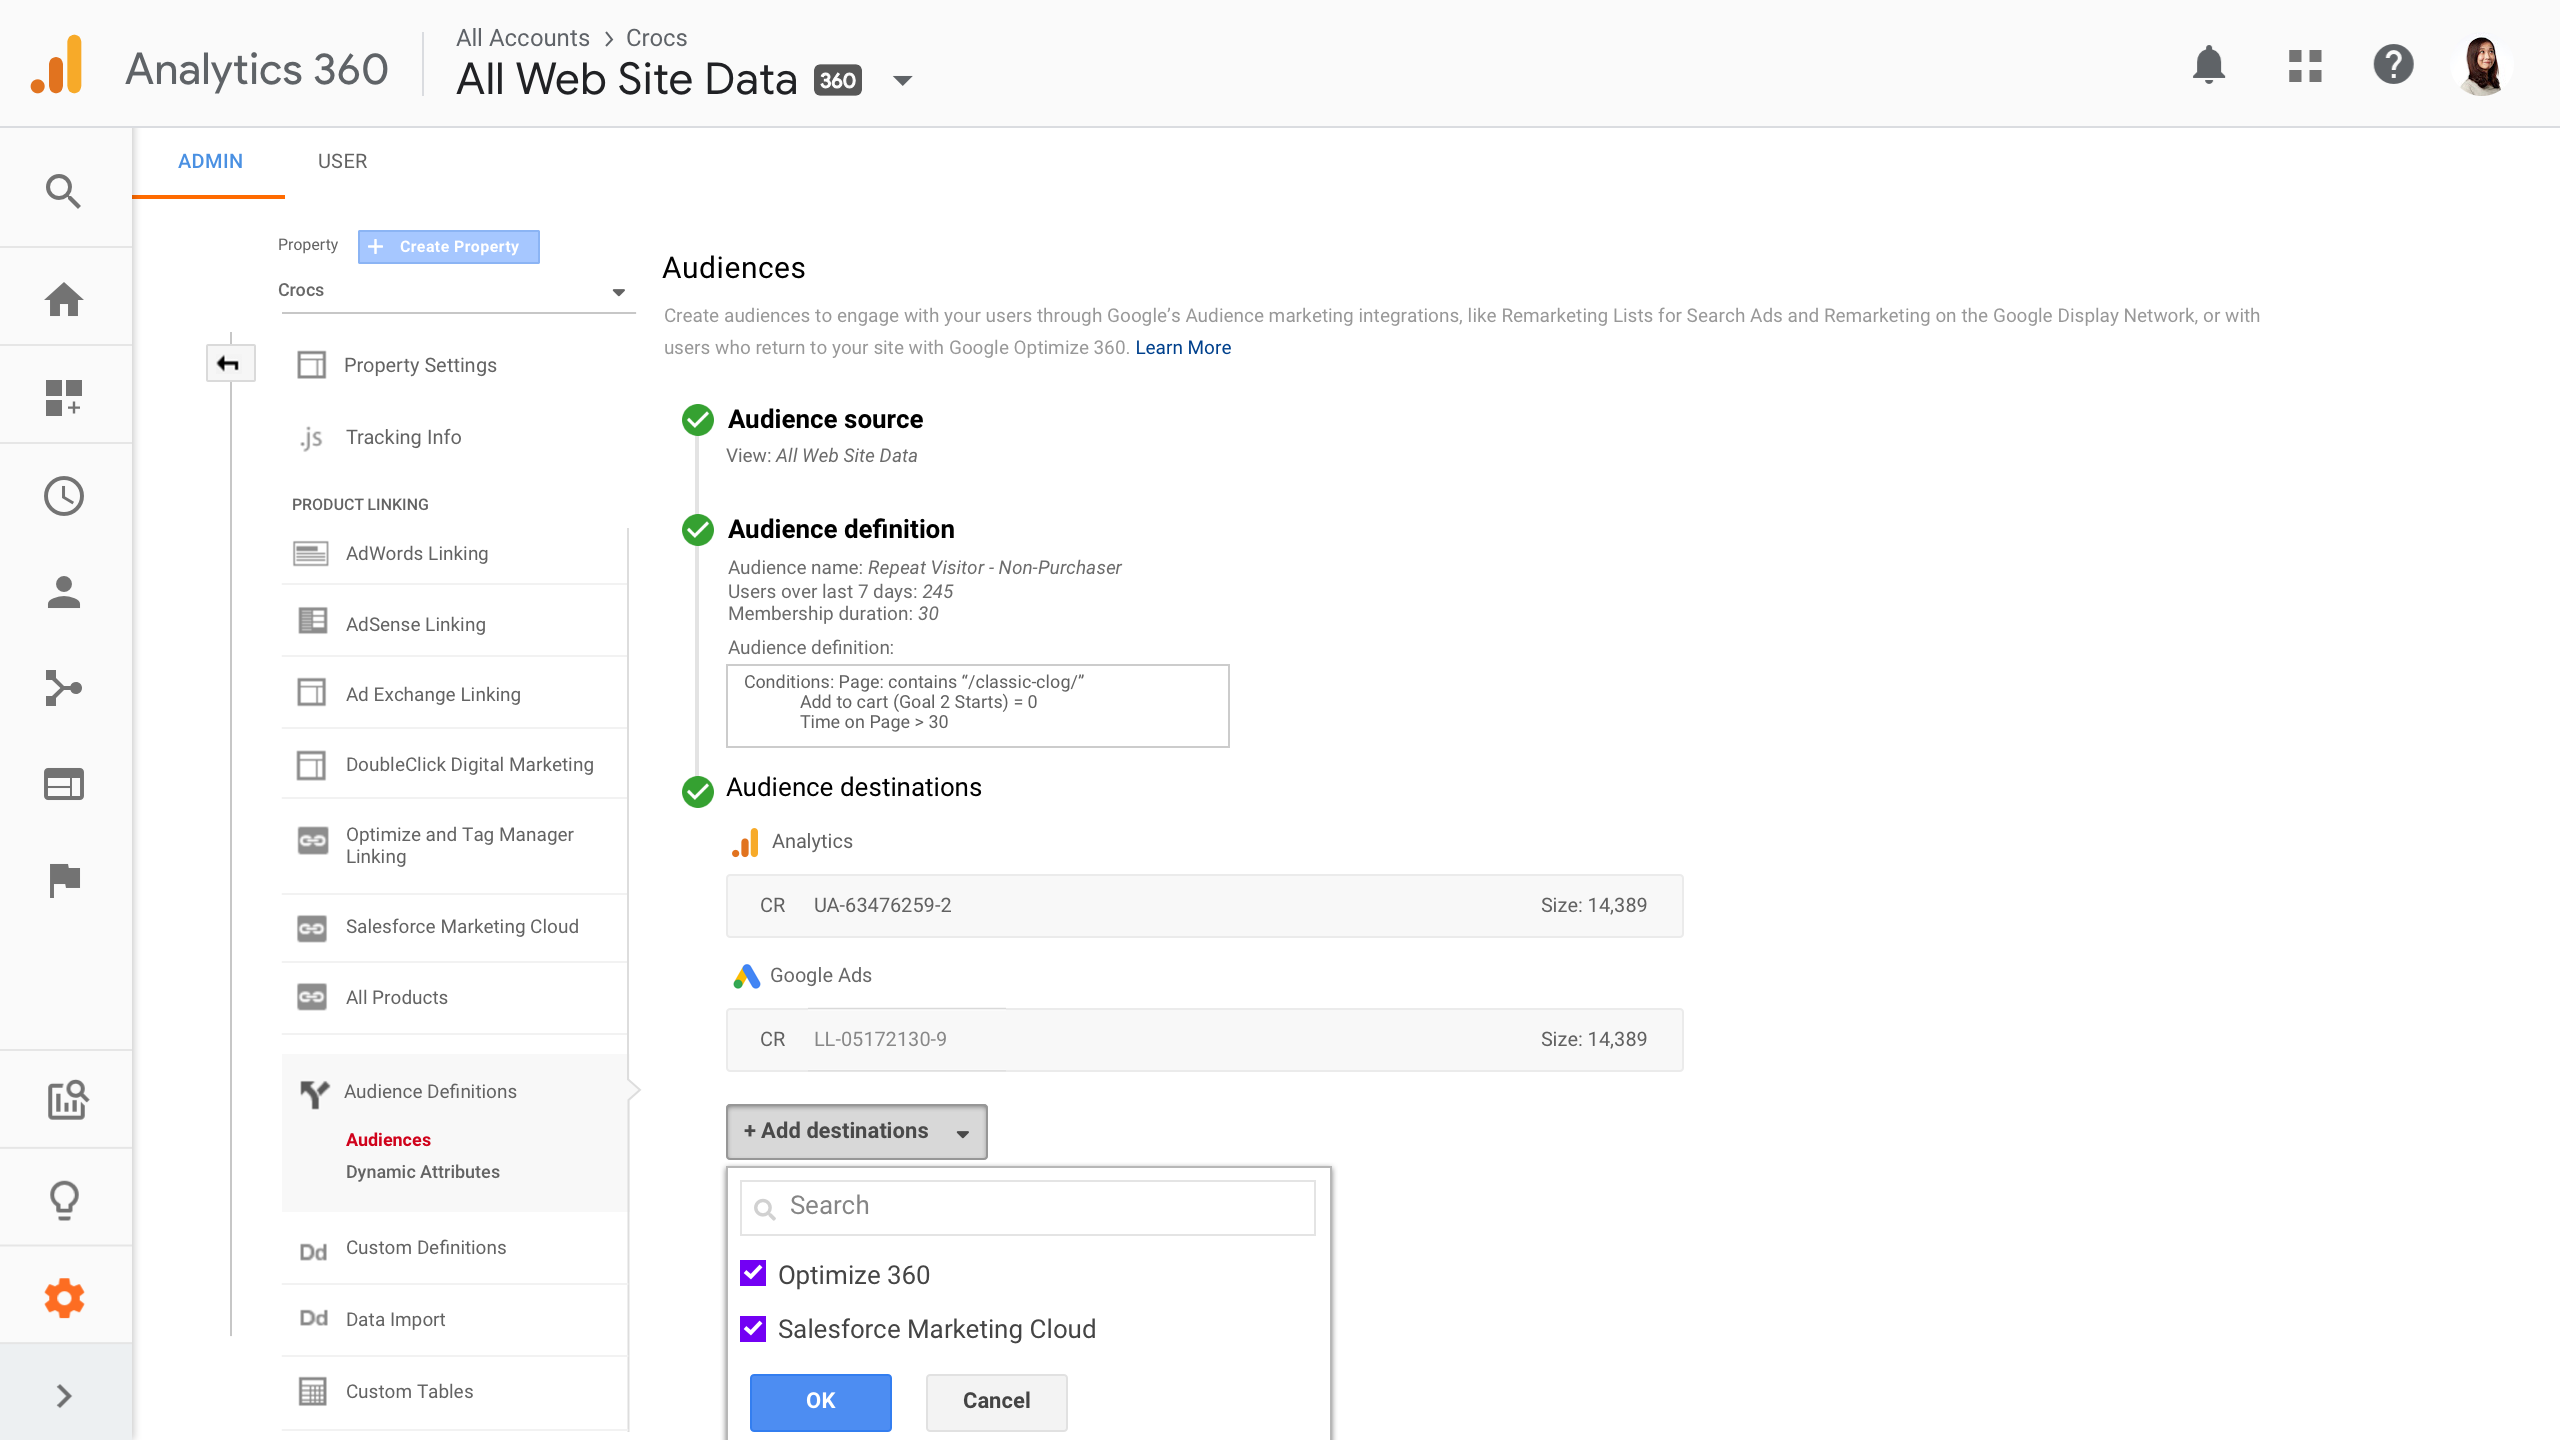 Analytics 360
All Accounts > Crocs
All Web Site Data 360
ADMIN USER
Property + Create Property
Crocs
Property Settings
.js Tracking Info
PRODUCT LINKING
AdWords Linking
AdSense Linking
Ad Exchange Linking
DoubleClick Digital Marketing
Optimize and Tag Manager
Linking
Salesforce Marketing Cloud
All Products
Audience Definitions
Audiences
Dynamic Attributes
Dd Custom Definitions
Dd Data Import
Custom Tables
Audiences
Create audiences to engage with your users through Google’s Audience marketing integrations, like Remarketing Lists for Search Ads and Remarketing on the Google Display Network, or with
users who return to your site with Google Optimize 360. Learn More
Audience source
View: All Web Site Data
Audience definition
Audience name: Repeat Visitor - Non-Purchaser
Users over last 7 days: 245
Membership duration: 30
Audience definition:
Conditions: Page: contains “/classic-clog/”
Add to cart (Goal 2 Starts) = 0
Time on Page > 30
Audience destinations
Analytics
CR UA-63476259-2 Size: 14,389
Google Ads
CR LL-05172130-9 Size: 14,389
+ Add destinations
Search
Optimize 360
Salesforce Marketing Cloud
OK Cancel